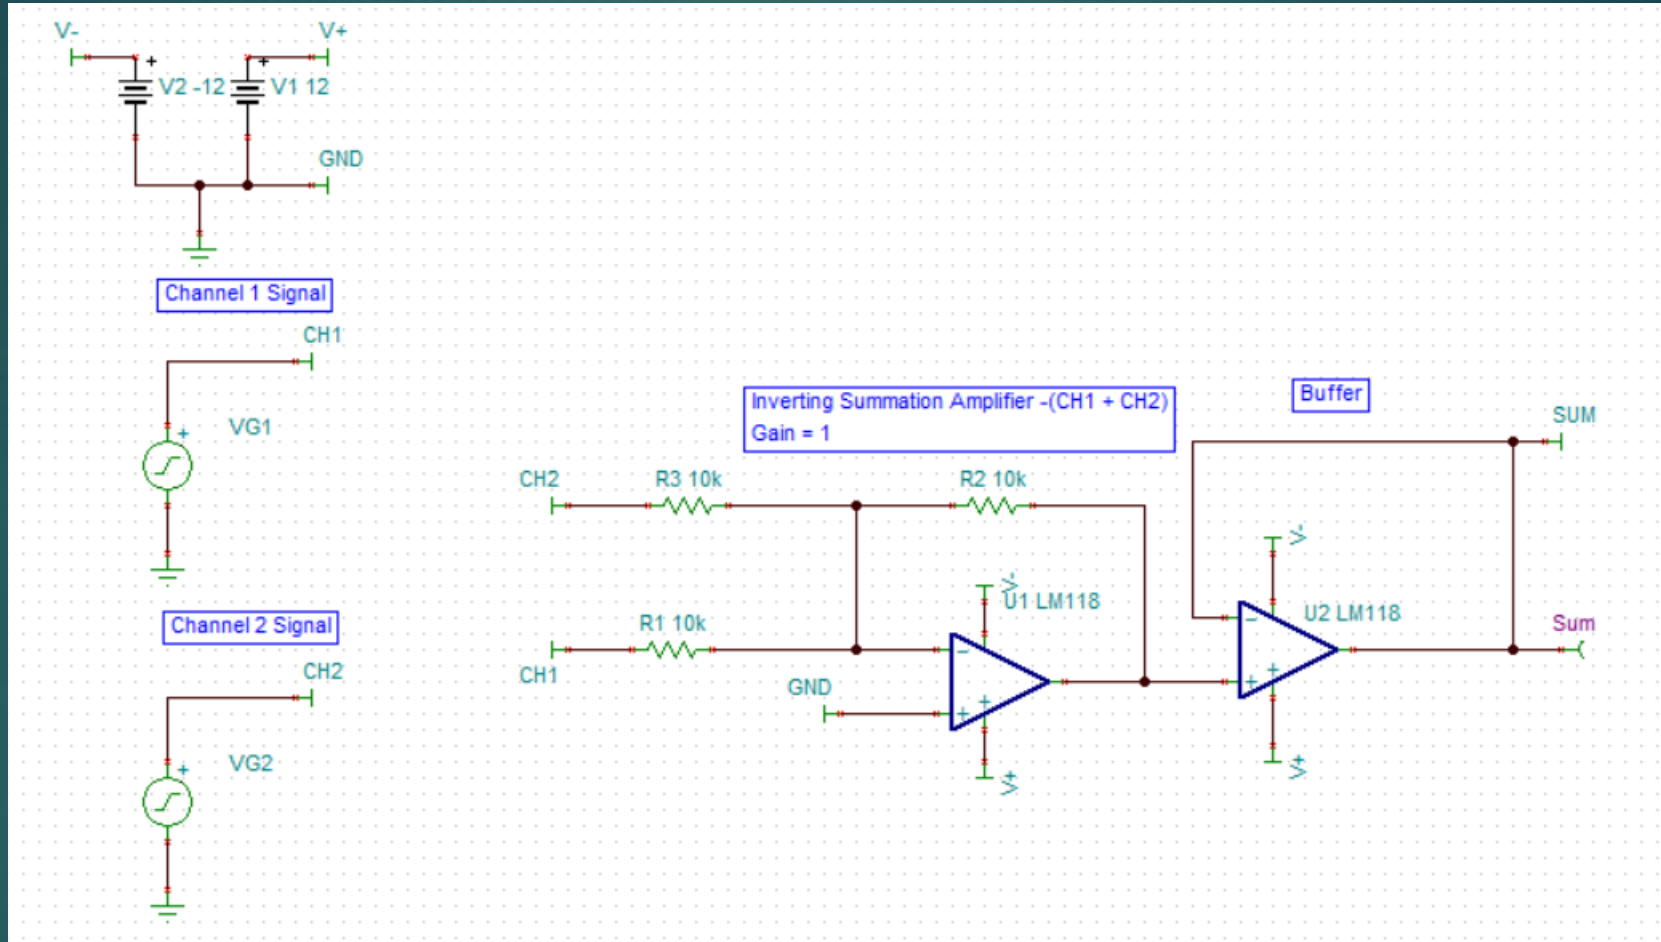 V-
V+
+
+
V2 -12
V1 12
GND
Channel 1 Signal
CH1
VG1
+
Channel 2 Signal
CH2
VG2
+
Inverting Summation Amplifier -(CH1 + CH2)
Gain = 1
Buffer
SUM
CH2
R3 10k
R2 10k
V-
U1 LM118
R1 10k
CH1
GND
-
+
+
V+
V-
U2 LM118
-
+
+
V+
Sum